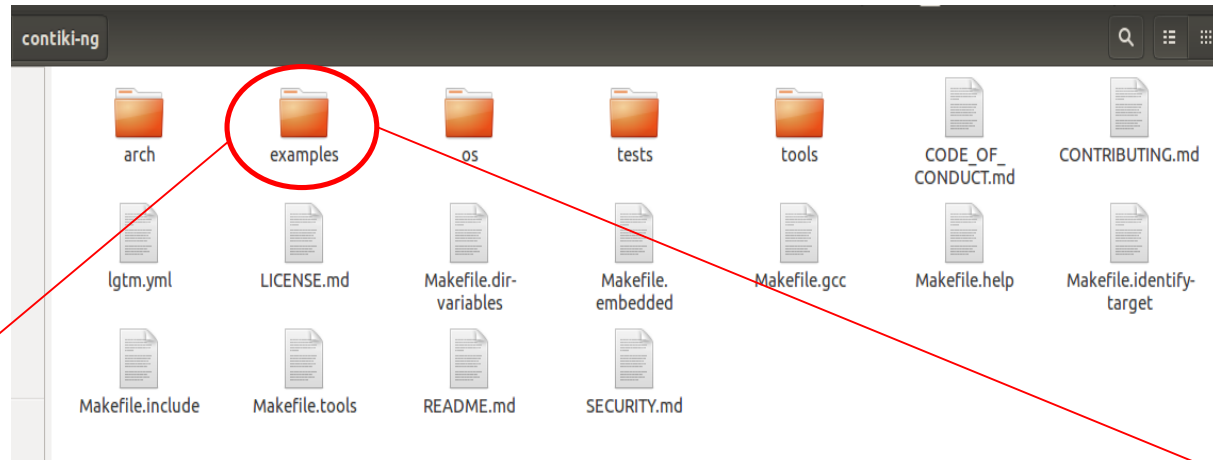 contiki-ng
arch
examples
os
tests
tools
CODE_OF_
CONDUCT.md
CONTRIBUTING.md
lgtm.yml
LICENSE.md
Makefile.dir-
variables
Makefile.
embedded
Makefile.gcc
Makefile.help
Makefile.identify-
target
Makefile.include
Makefile.tools
README.md
SECURITY.md